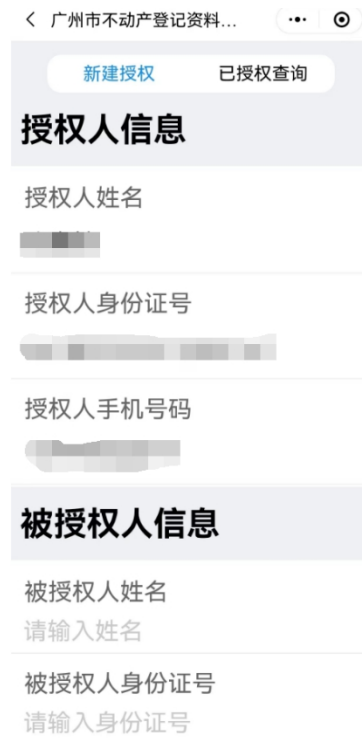 广州市不动产登记资料...
新建授权 已授权查询
授权人信息
授权人姓名
授权人身份证号
授权人手机号码
被授权人信息
被授权人姓名
请输入姓名
被授权人身份证号
请输入身份证号